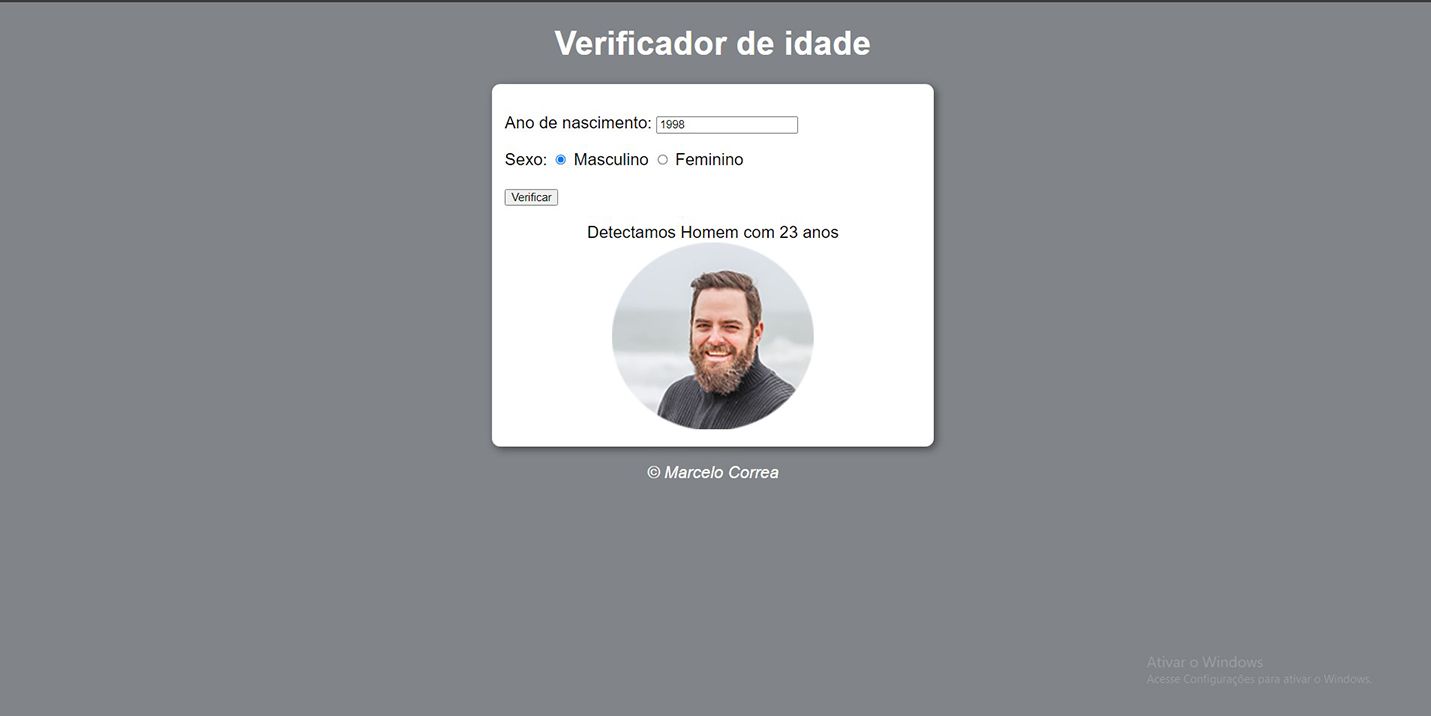 Verificador de idade
Ano de nascimento: 1998
Sexo: Masculino Feminino
Verificar
Detectamos Homem com 23 anos
© Marcelo Correa
Ativar o Windows
Acesse Configurações para ativar o Windows.